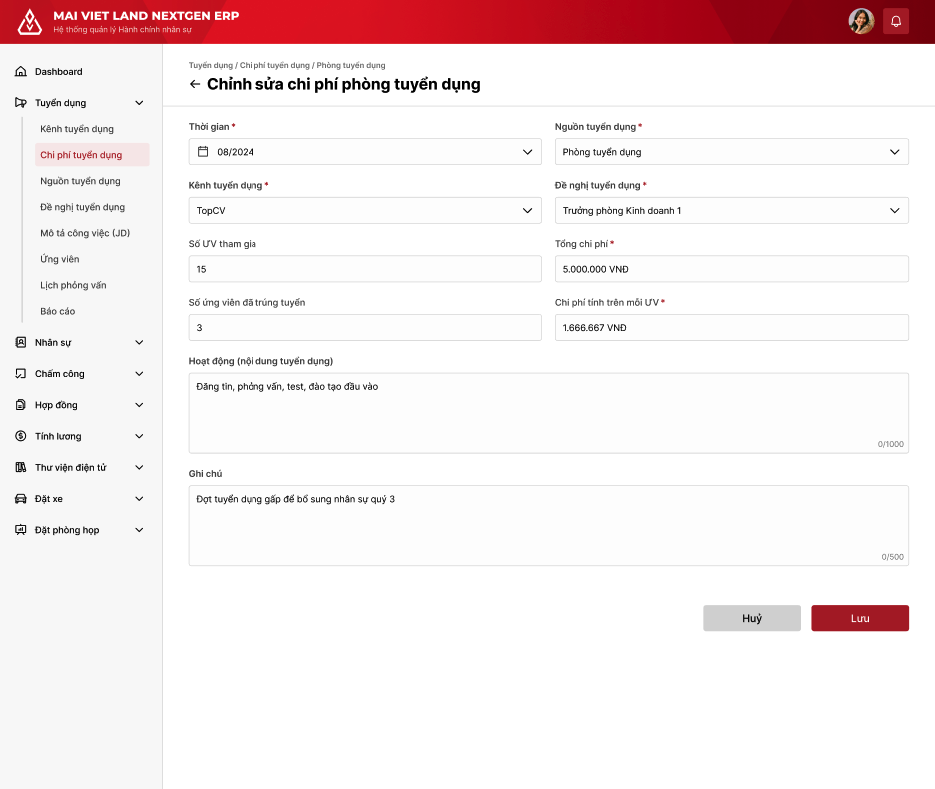 MAI VIET LAND NEXTGEN ERP
Hệ thống quản lý Hành chính nhân sự
Dashboard
Tuyển dụng
Kênh tuyển dụng
Chi phí tuyển dụng
Nguồn tuyển dụng
Đề nghị tuyển dụng
Mô tả công việc (JD)
Ứng viên
Lịch phỏng vấn
Báo cáo
Nhân sự
Chấm công
Hợp đồng
Tính lương
Thư viện điện tử
Đặt xe
Đặt phòng họp
Tuyển dụng / Chi phí tuyển dụng / Phòng tuyển dụng
Chỉnh sửa chi phí phòng tuyển dụng
Thời gian *
08/2024
Nguồn tuyển dụng *
Phòng tuyển dụng
Kênh tuyển dụng *
TopCV
Đề nghị tuyển dụng *
Trưởng phòng Kinh doanh 1
Số ƯV tham gia
15
Tổng chi phí *
5.000.000 VNĐ
Số ứng viên đã trúng tuyển
3
Chi phí tính trên mỗi ƯV *
1.666.667 VNĐ
Hoạt động (nội dung tuyển dụng)
Đăng tin, phỏng vấn, test, đào tạo đầu vào
0/1000
Ghi chú
Đợt tuyển dụng gấp để bổ sung nhân sự quý 3
0/500
Huỷ
Lưu